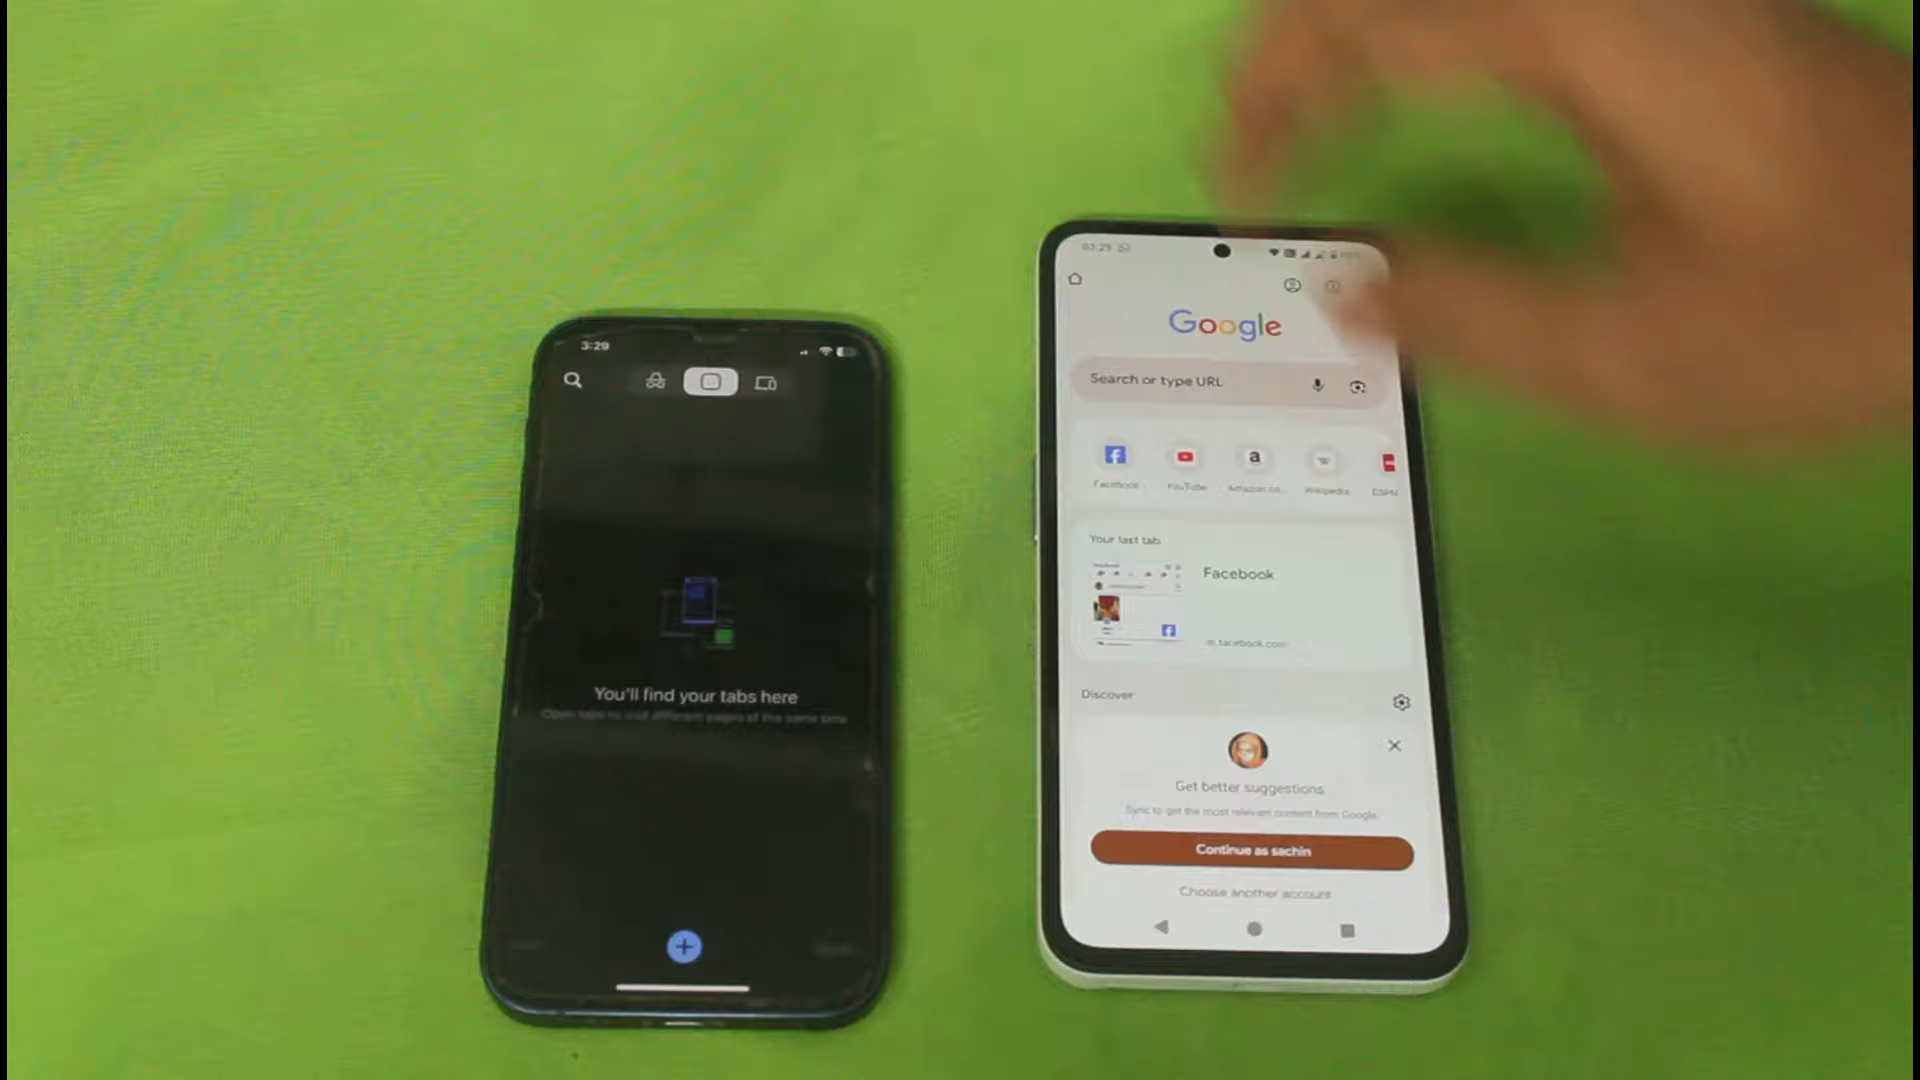 3:29
You'll find your tabs here
Open tabs to visit different pages at the same time
03:29
Google
Search or type URL
Facebook
YouTube
Amazon.co...
Wikipedia
ESPN
Your last tab
Facebook
m.facebook.com
Discover
Get better suggestions
Sync to get the most relevant content from Google.
Continue as sachin
Choose another account